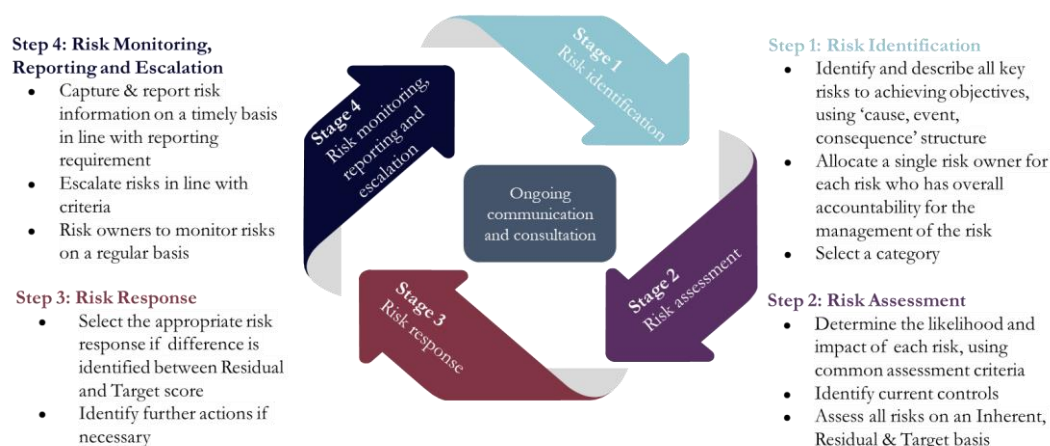 Step 4: Risk Monitoring,
Reporting and Escalation
• Capture & report risk
information on a timely basis
in line with reporting
requirement
• Escalate risks in line with
criteria
• Risk owners to monitor risks
on a regular basis
Step 3: Risk Response
• Select the appropriate risk
response if difference is
identified between Residual
and Target score
• Identify further actions if
necessary
Stage 1
Risk identification
Stage 2
Risk assessment
Stage 3
Risk response
Stage 4
Risk monitoring,
reporting and
escalation
Ongoing
communication
and consultation
Step 1: Risk Identification
• Identify and describe all key
risks to achieving objectives,
using ‘cause, event,
consequence’ structure
• Allocate a single risk owner for
each risk who has overall
accountability for the
management of the risk
• Select a category
Step 2: Risk Assessment
• Determine the likelihood and
impact of each risk, using
common assessment criteria
• Identify current controls
• Assess all risks on an Inherent,
Residual & Target basis